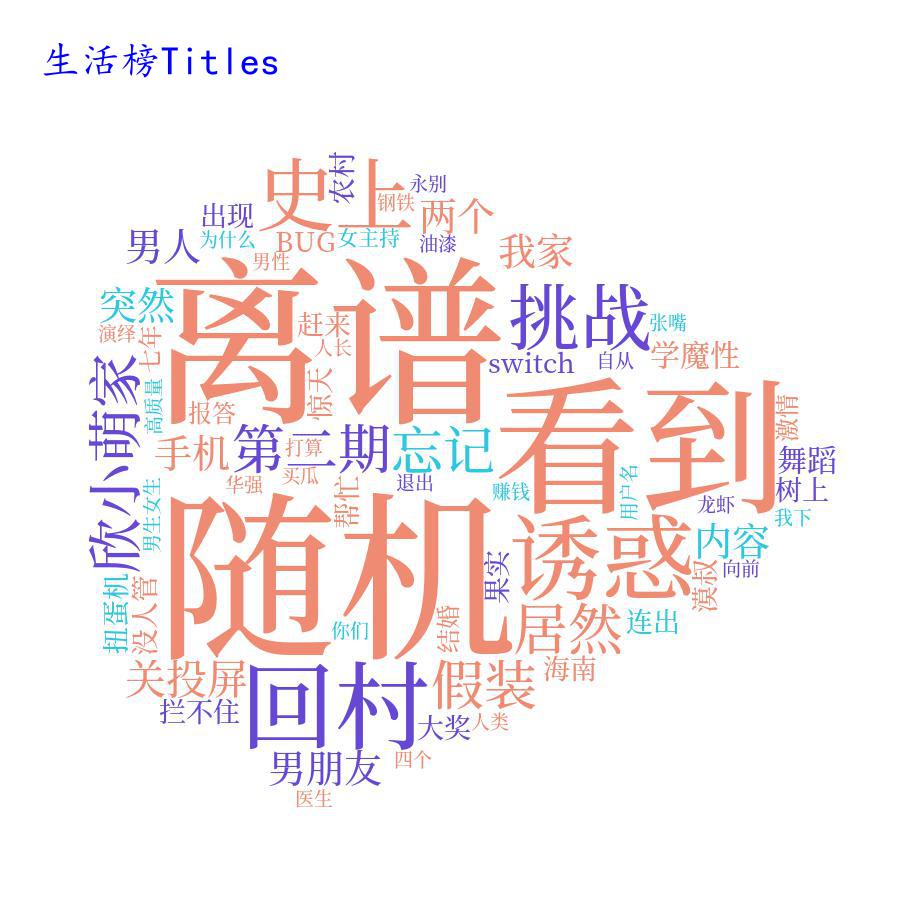 生活榜Titles
史上
农村
永别
钢铁
两个
出现
为什么
BUG
女主持
油漆
我家
男人
男性
离谱
挑战
突然
演绎
七年
赶来
人长
张嘴
switch
自从
学魔性
欣小萌家
高质量
报答
惊天
看到
激情
手机
第二期
打算
忘记
舞蹈
华强
买瓜
退出
赚钱
用户名
龙虾
树上
男生女生
帮忙
随机
诱惑
内容
我下
果实
向前
漠叔
扭蛋机
没人管
你们
结婚
居然
连出
关投屏
回村
假装
海南
拦不住
大奖
人类
男朋友
四个
医生